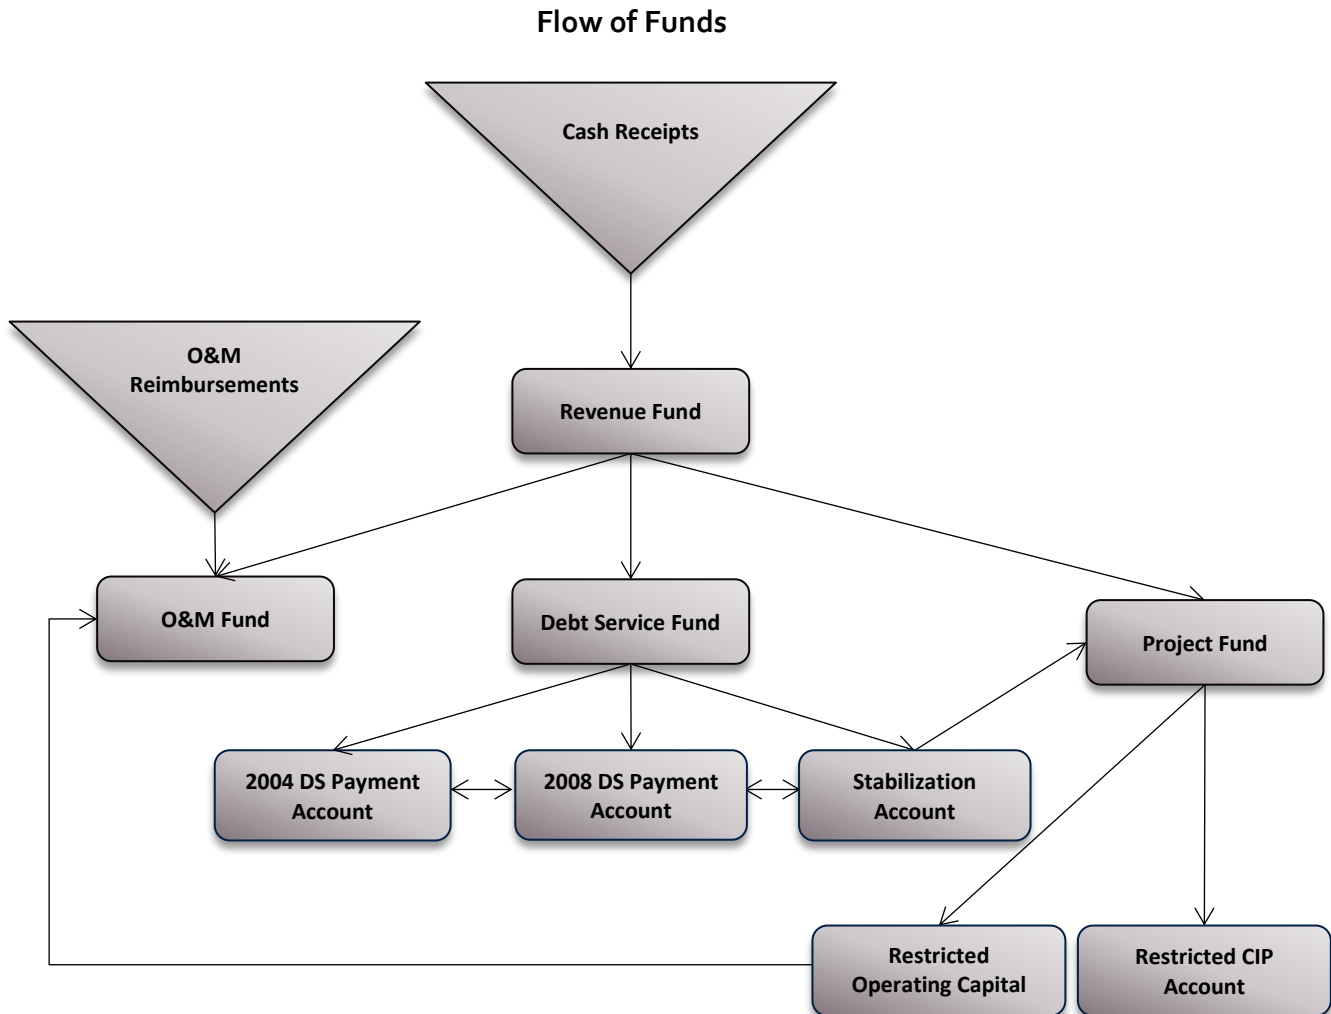 Flow of Funds
Cash Receipts
O&M
Reimbursements
Revenue Fund
O&M Fund
Debt Service Fund
Project Fund
2004 DS Payment
Account
2008 DS Payment
Account
Stabilization
Account
Restricted
Operating Capital
Restricted CIP
Account